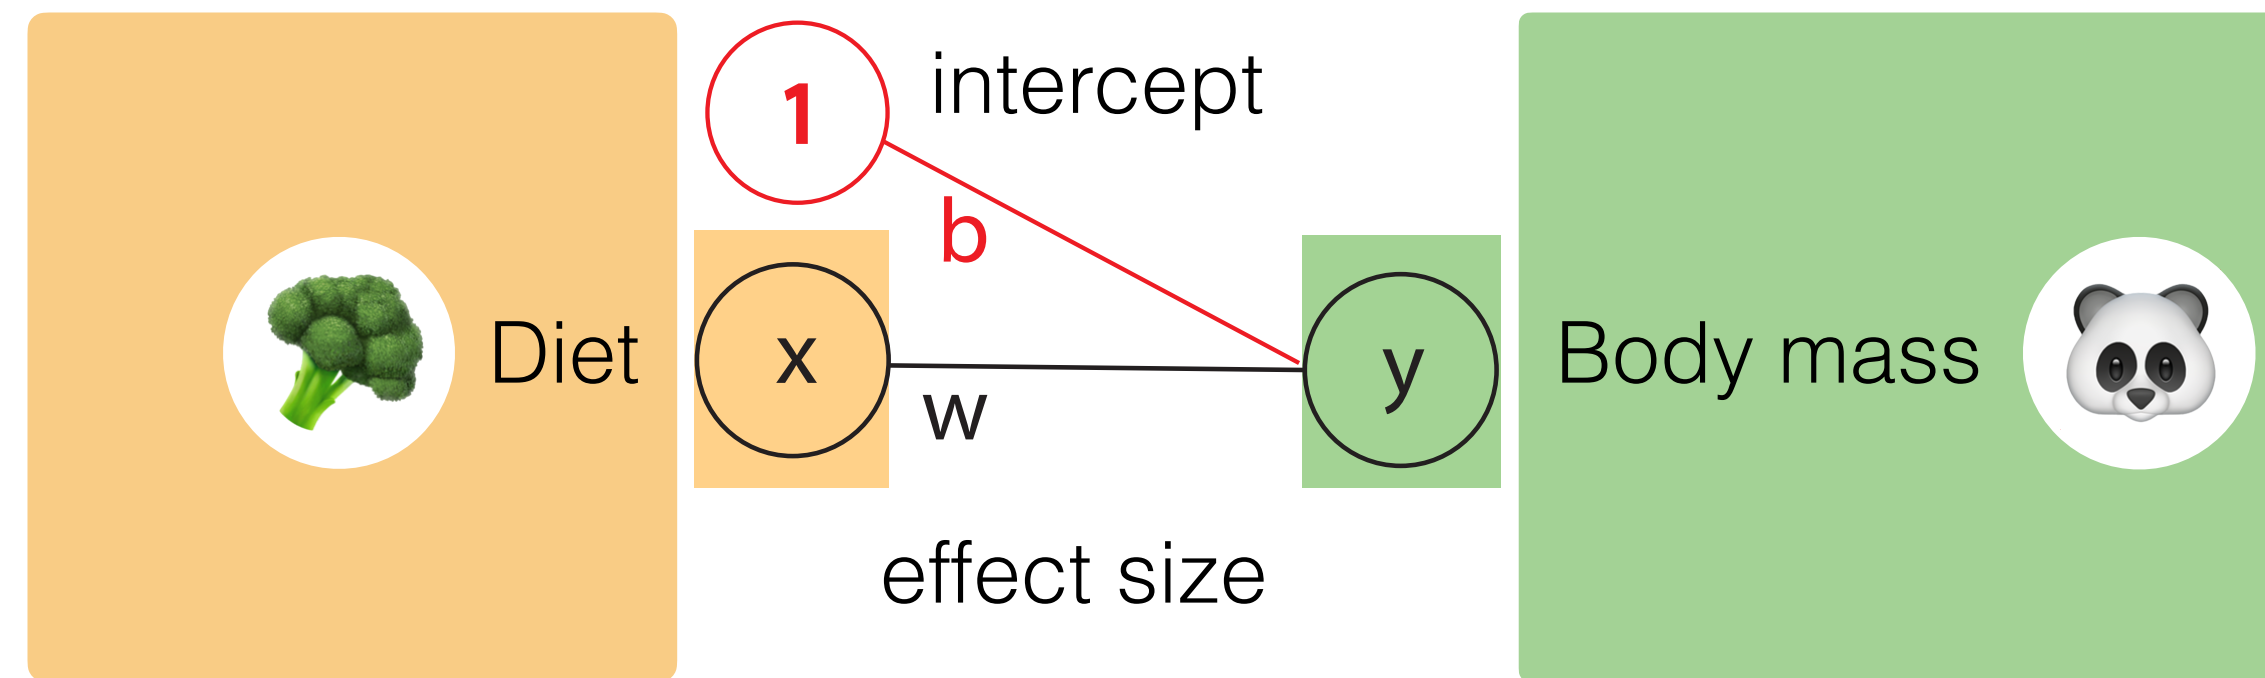 1
intercept
b
Diet
x
y
Body mass
w
effect size